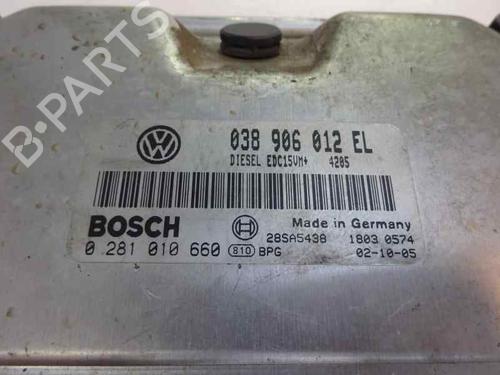 038 906 012 EL
DIESEL EDC15VM+ 4205
BOSCH
Made in Germany
28SA5438 1803 0574
0 281 010 660 810 BPG 02-10-05
B-PARTS